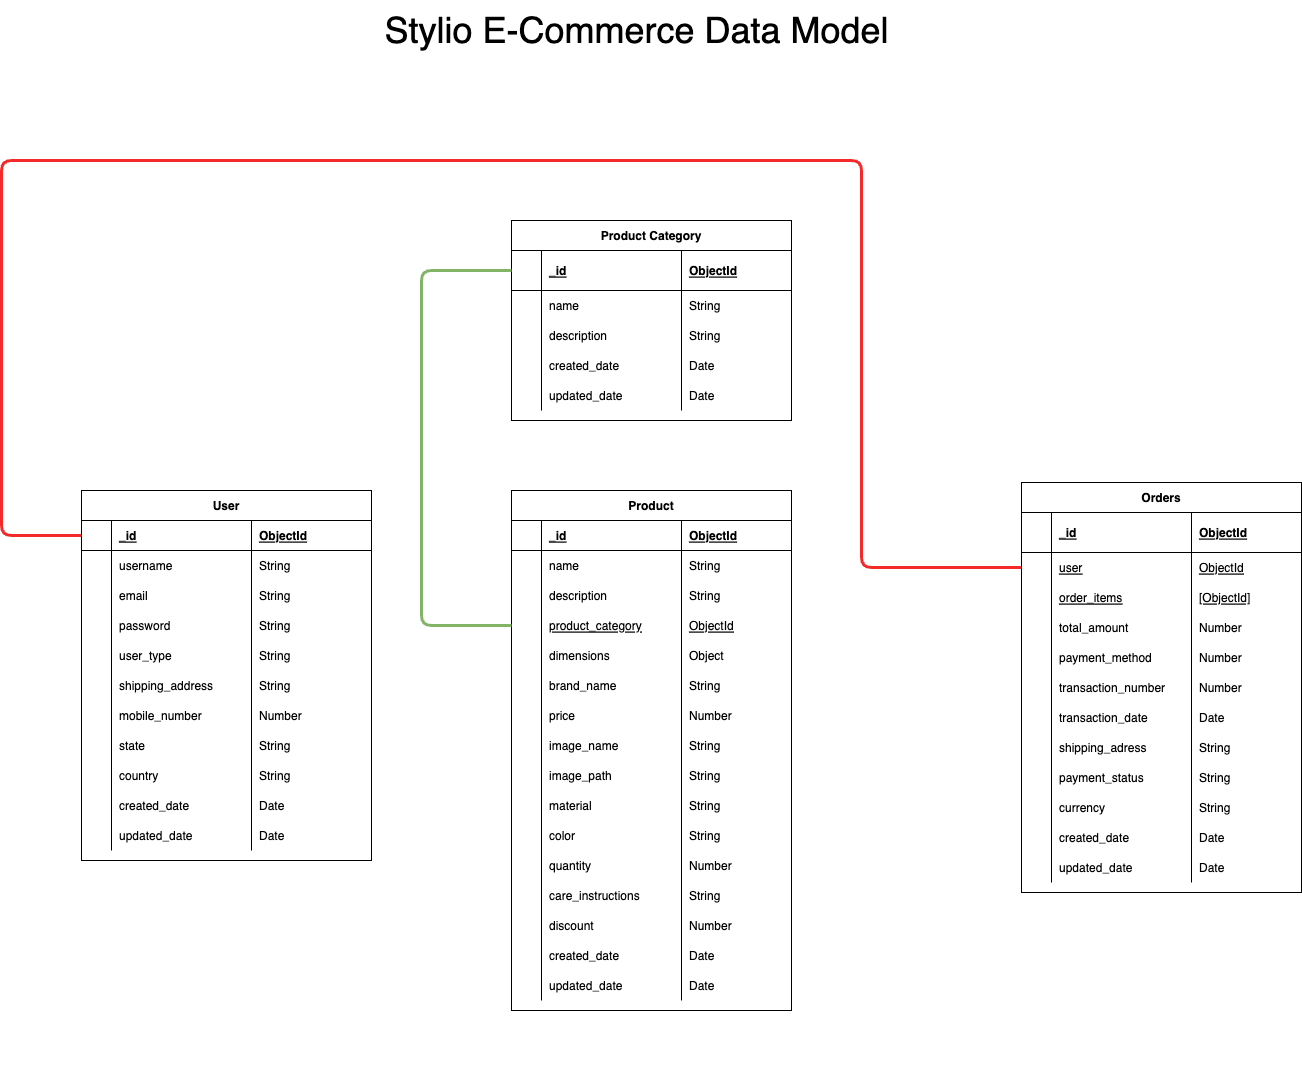 Stylio E-Commerce Data Model
Product Category
_id ObjectId
name String
description String
created_date Date
updated_date Date
User
_id ObjectId
username String
email String
password String
user_type String
shipping_address String
mobile_number Number
state String
country String
created_date Date
updated_date Date
Product
_id ObjectId
name String
description String
product_category ObjectId
dimensions Object
brand_name String
price Number
image_name String
image_path String
material String
color String
quantity Number
care_instructions String
discount Number
created_date Date
updated_date Date
Orders
_id ObjectId
user ObjectId
order_items [ObjectId]
total_amount Number
payment_method Number
transaction_number Number
transaction_date Date
shipping_adress String
payment_status String
currency String
created_date Date
updated_date Date